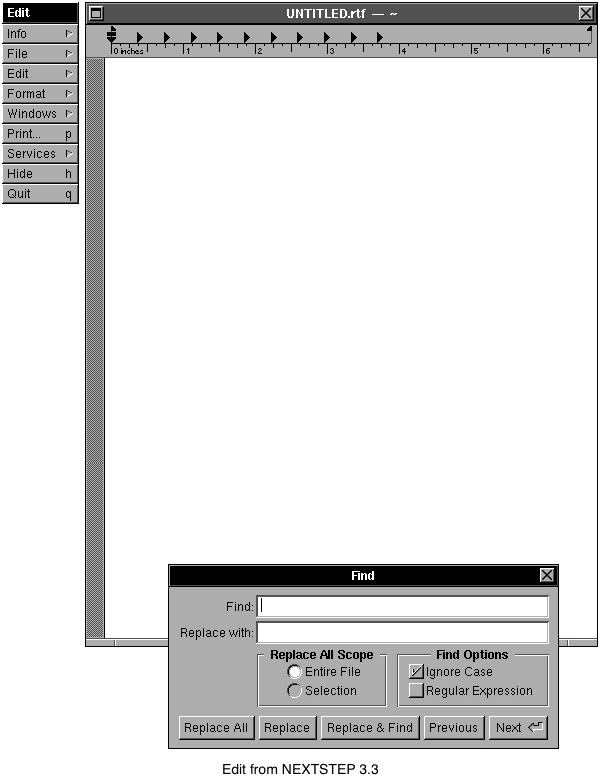 Edit
Info
File
Edit
Format
Windows
Print... p
Services
Hide h
Quit q
UNTITLED.rtf — ~
0 inches 1 2 3 4 5 6
Find
Find:
Replace with:
Replace All Scope
Entire File
Selection
Find Options
Ignore Case
Regular Expression
Replace All Replace Replace & Find Previous Next
Edit from NEXTSTEP 3.3